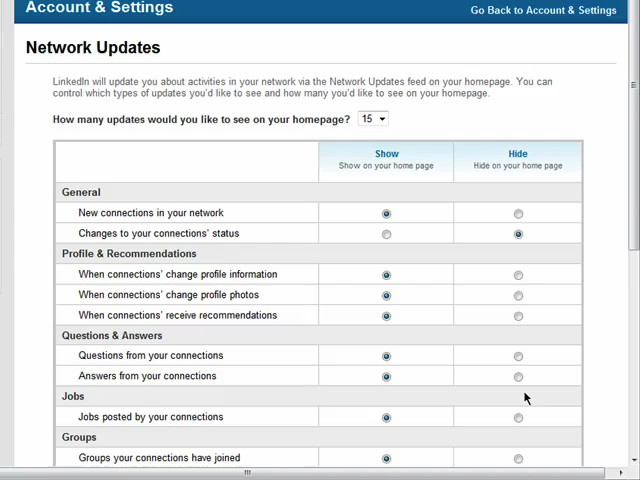 Account & Settings
Go Back to Account & Settings
Network Updates
LinkedIn will update you about activities in your network via the Network Updates feed on your homepage. You can
control which types of updates you'd like to see and how many you'd like to see on your homepage.
How many updates would you like to see on your homepage? 15
Show
Show on your home page
Hide
Hide on your home page
General
New connections in your network
Changes to your connections' status
Profile & Recommendations
When connections' change profile information
When connections' change profile photos
When connections' receive recommendations
Questions & Answers
Questions from your connections
Answers from your connections
Jobs
Jobs posted by your connections
Groups
Groups your connections have joined